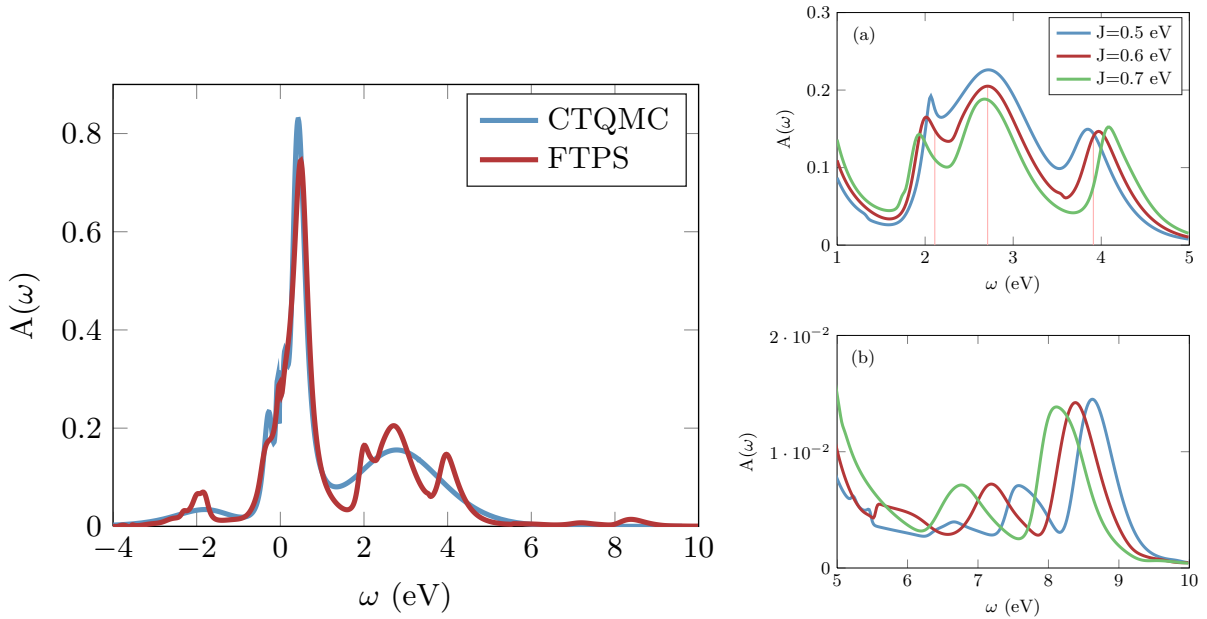 CTQMC
FTPS
0.8
0.6
0.4
0.2
0
A(ω)
−4 −2 0 2 4 6 8 10
ω (eV)
(a)
J=0.5 eV
J=0.6 eV
J=0.7 eV
0.3
0.2
0.1
0
A(ω)
1 2 3 4 5
ω (eV)
(b)
2 · 10⁻²
1 · 10⁻²
0
A(ω)
5 6 7 8 9 10
ω (eV)